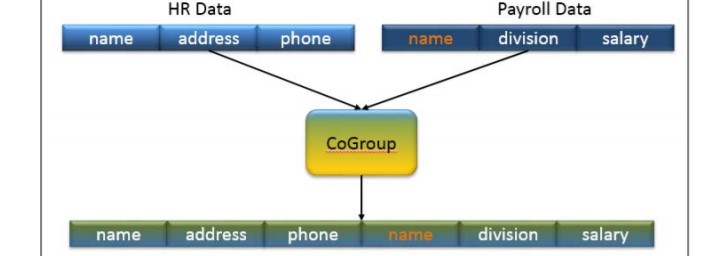 HR Data Payroll Data
name address phone name division salary
CoGroup
name address phone name division salary